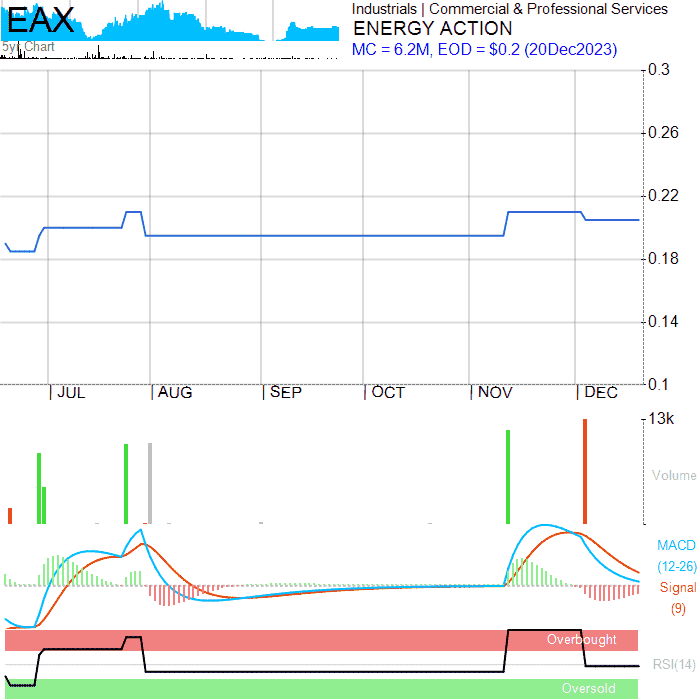 EAX
5yr Chart
Industrials | Commercial & Professional Services
ENERGY ACTION
MC = 6.2M, EOD = $0.2 (20Dec2023)
0.3
0.26
0.22
0.18
0.14
0.1
JUL AUG SEP OCT NOV DEC
13k
Volume
MACD
(12-26)
Signal
(9)
Overbought
RSI(14)
Oversold